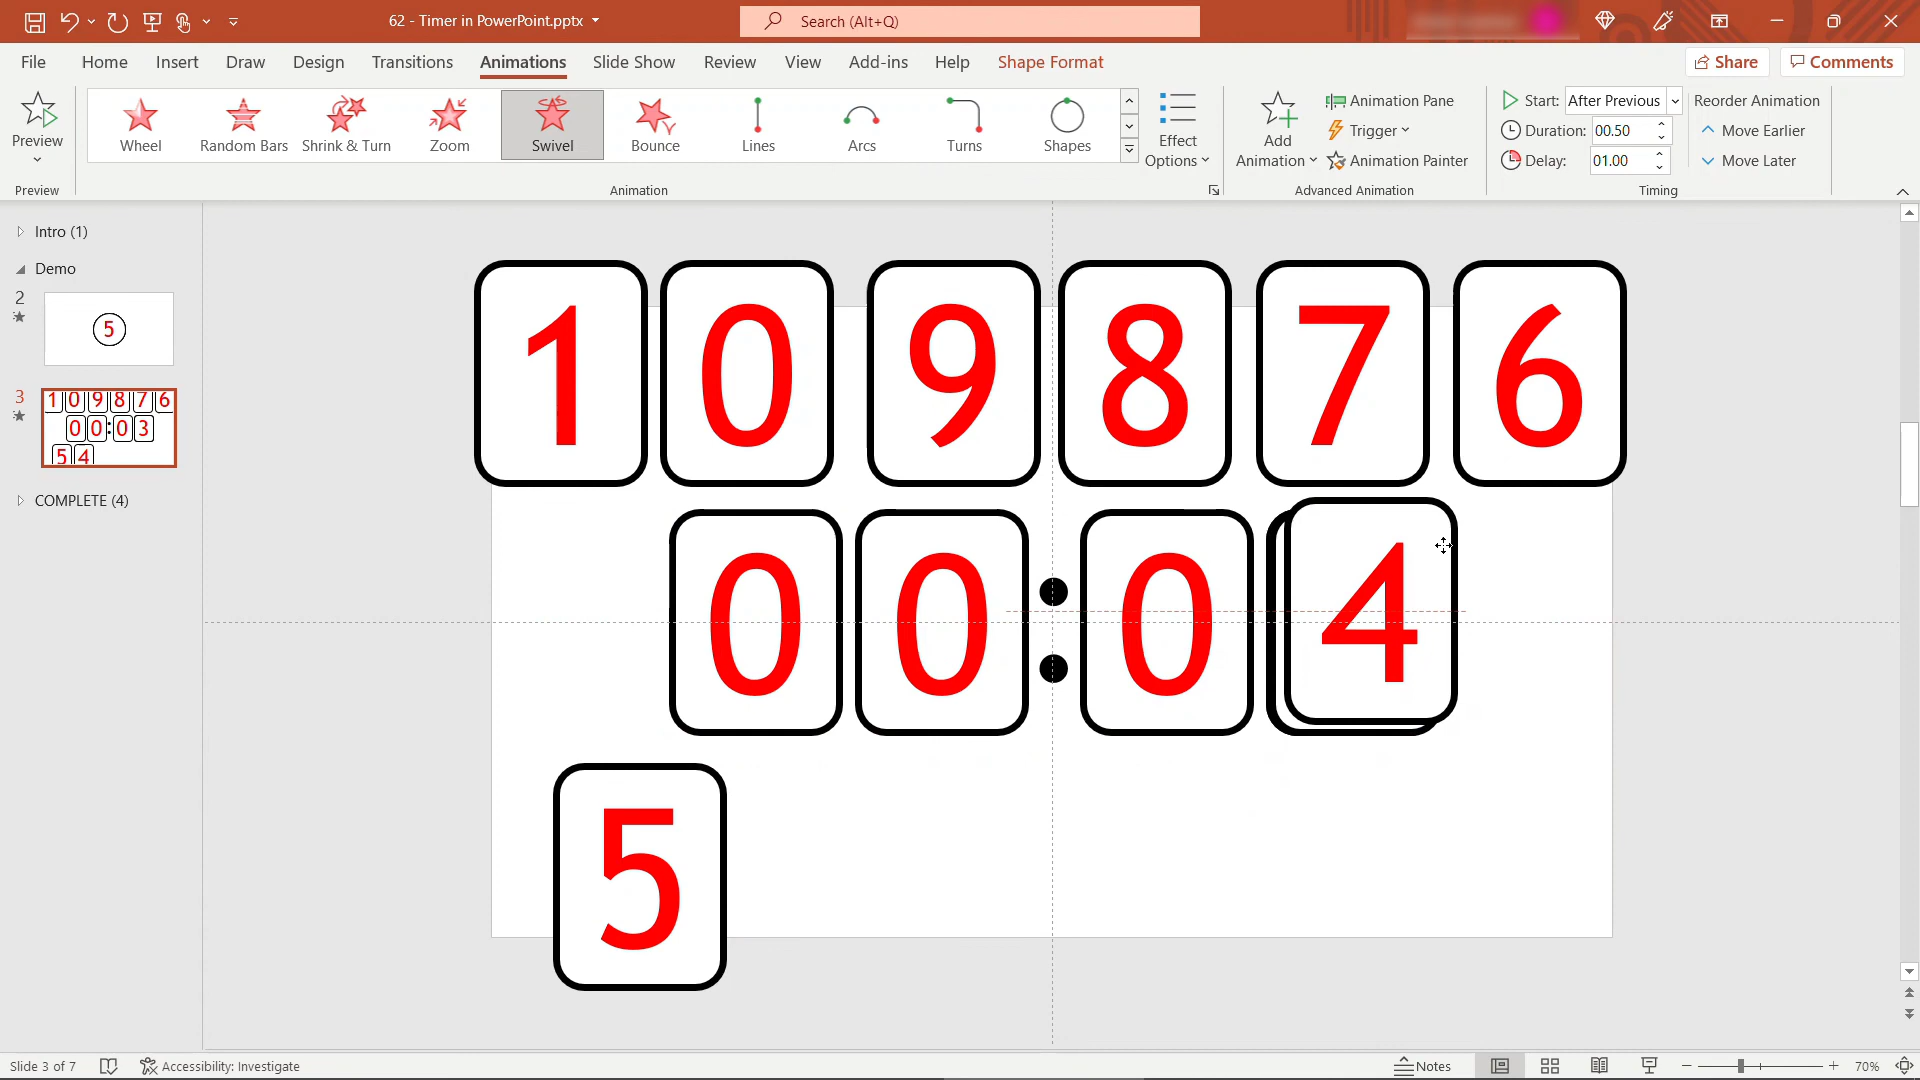 62 - Timer in PowerPoint.pptx
Search (Alt+Q)
File Home Insert Draw Design Transitions Animations Slide Show Review View Add-ins Help Shape Format
Share
Comments
Preview
Wheel
Random Bars
Shrink & Turn
Zoom
Swivel
Bounce
Lines
Arcs
Turns
Shapes
Effect
Options
Add
Animation
Animation Pane
Trigger
Animation Painter
Start: After Previous
Duration: 00.50
Delay: 01.00
Reorder Animation
Move Earlier
Move Later
Preview
Animation
Advanced Animation
Timing
Intro (1)
Demo
2
5
3
1 0 9 8 7 6
0 0 : 0 3
5 4
COMPLETE (4)
1 0 9 8 7 6
0 0 : 0 4
5
Slide 3 of 7
Accessibility: Investigate
Notes
70%